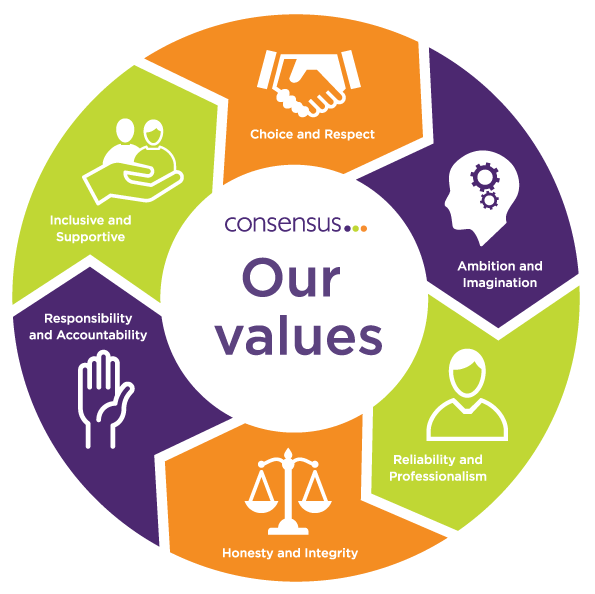 Choice and Respect
Ambition and
Imagination
Reliability and
Professionalism
Honesty and Integrity
Responsibility
and Accountability
Inclusive and
Supportive
consensus...
Our
values